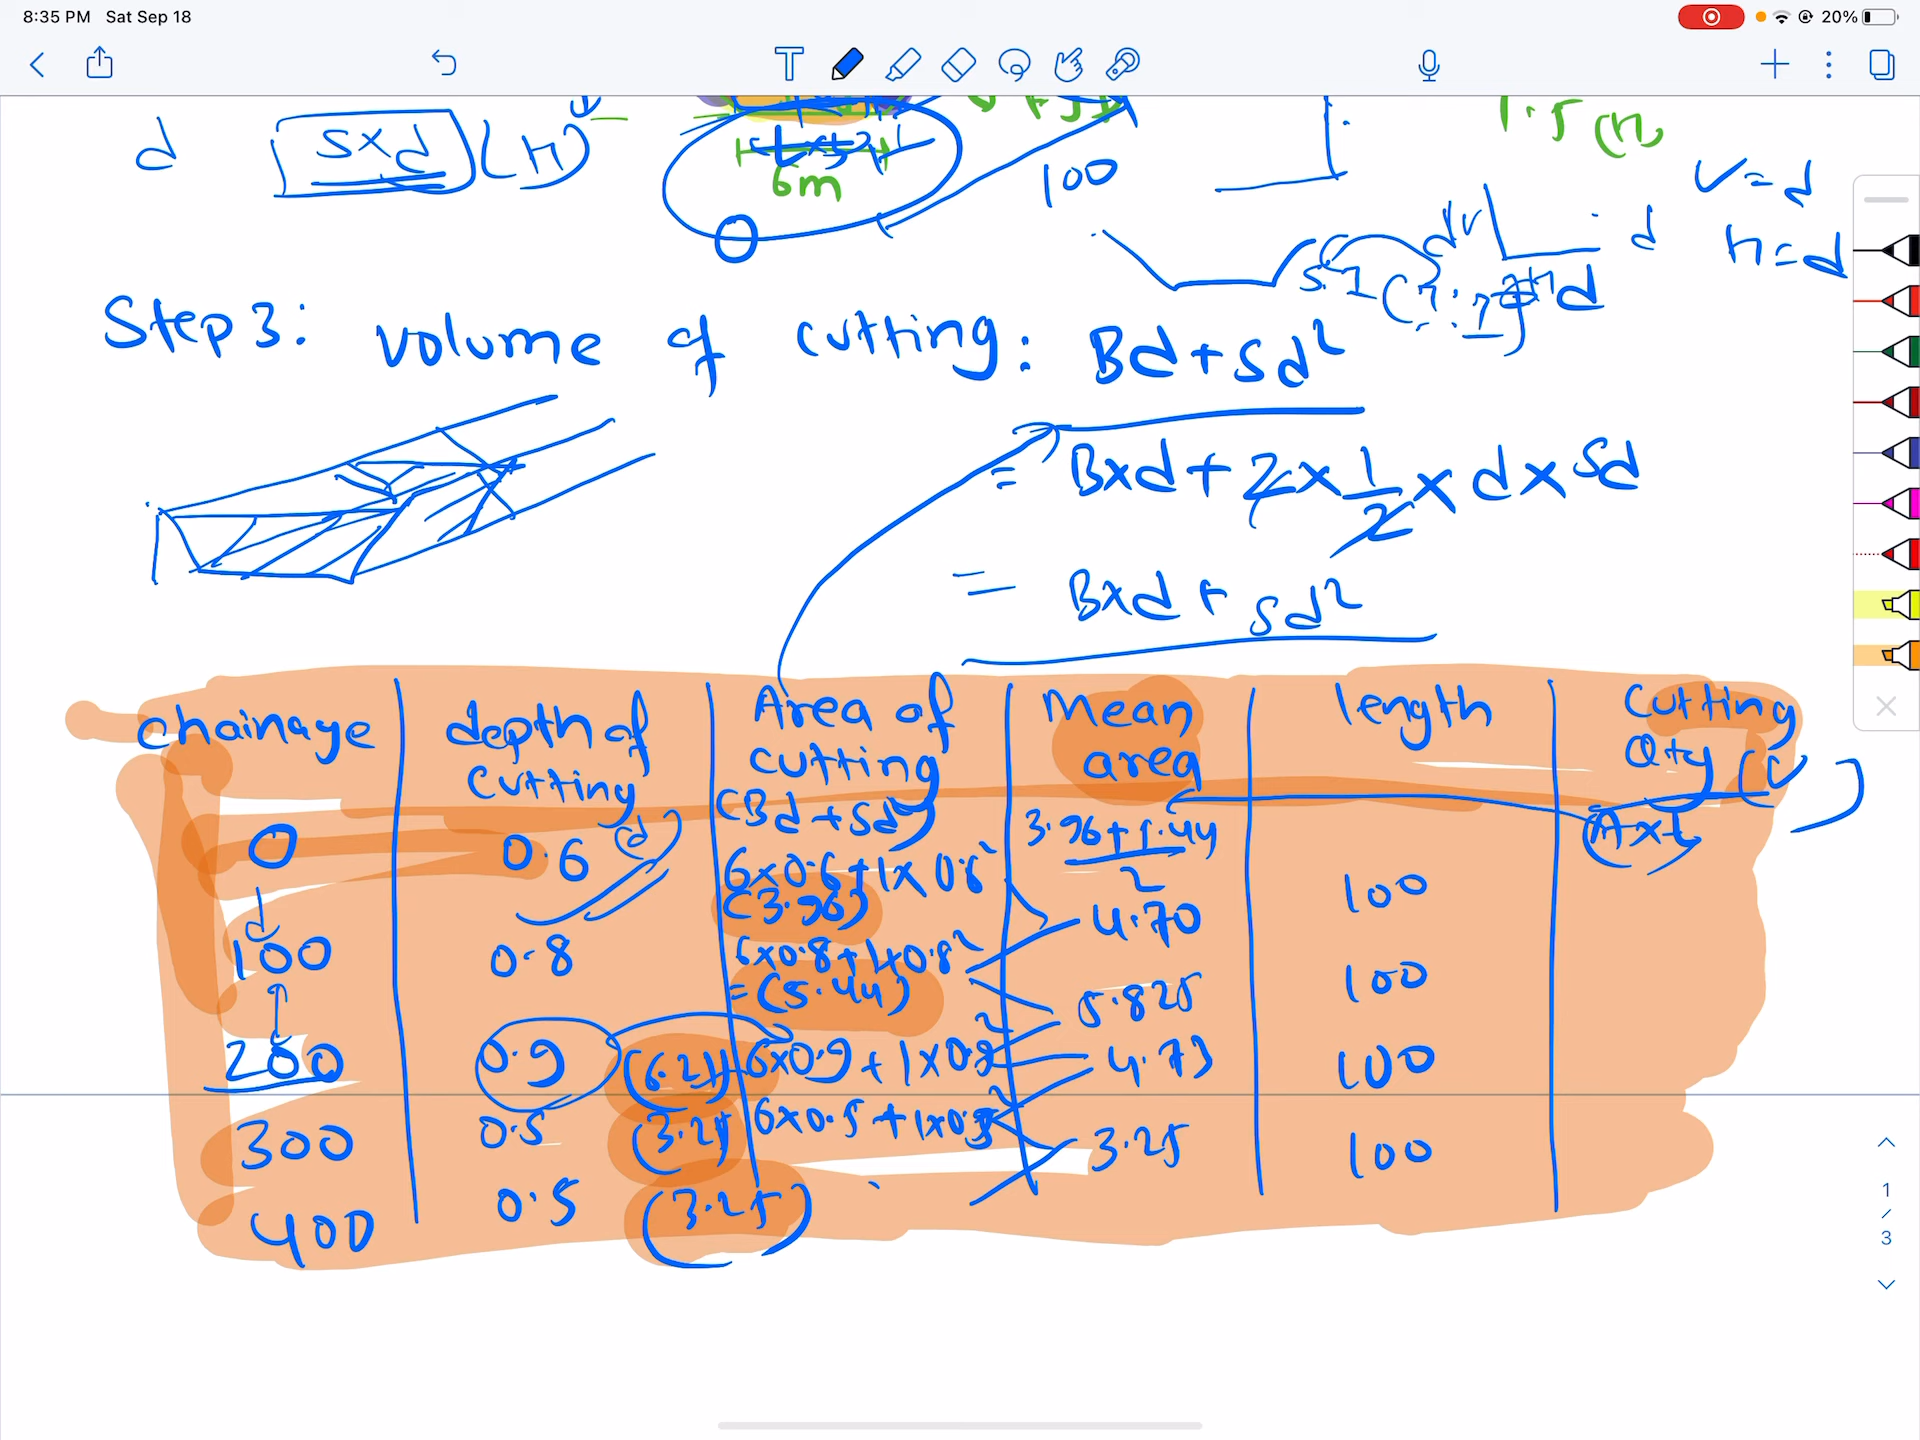 8:35 PM Sat Sep 18
20%
d
s×d (H)
6m
100
1.5 (H)
V=d
H=d
d
Step 3: Volume of cutting: Bd+sd²
= B×d+2×1/2×d×sd
= B×d+sd²
chainage depth of cutting (d) Area of cutting (Bd+sd²) Mean area length Cutting Qty (V)
(A×L)
0 0.6 6×0.6+1×0.6² (3.96) 3.96+5.44
2
4.70 100
100 0.8 6×0.8+1×0.8² =(5.44) 5.825 100
200 0.9 (6.21) 6×0.9+1×0.9² 4.73 100
300 0.5 (3.25) 6×0.5+1×0.5² 3.25 100
400 0.5 (3.25)
1
/
3